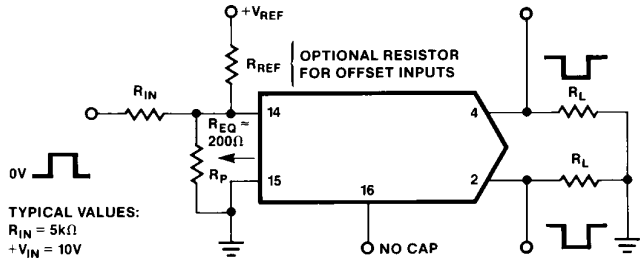 +VREF
RREF
OPTIONAL RESISTOR
FOR OFFSET INPUTS
RIN
14
REQ ≈
200Ω
RP
15
16
4
2
RL
RL
0V
NO CAP
TYPICAL VALUES:
RIN = 5kΩ
+VIN = 10V